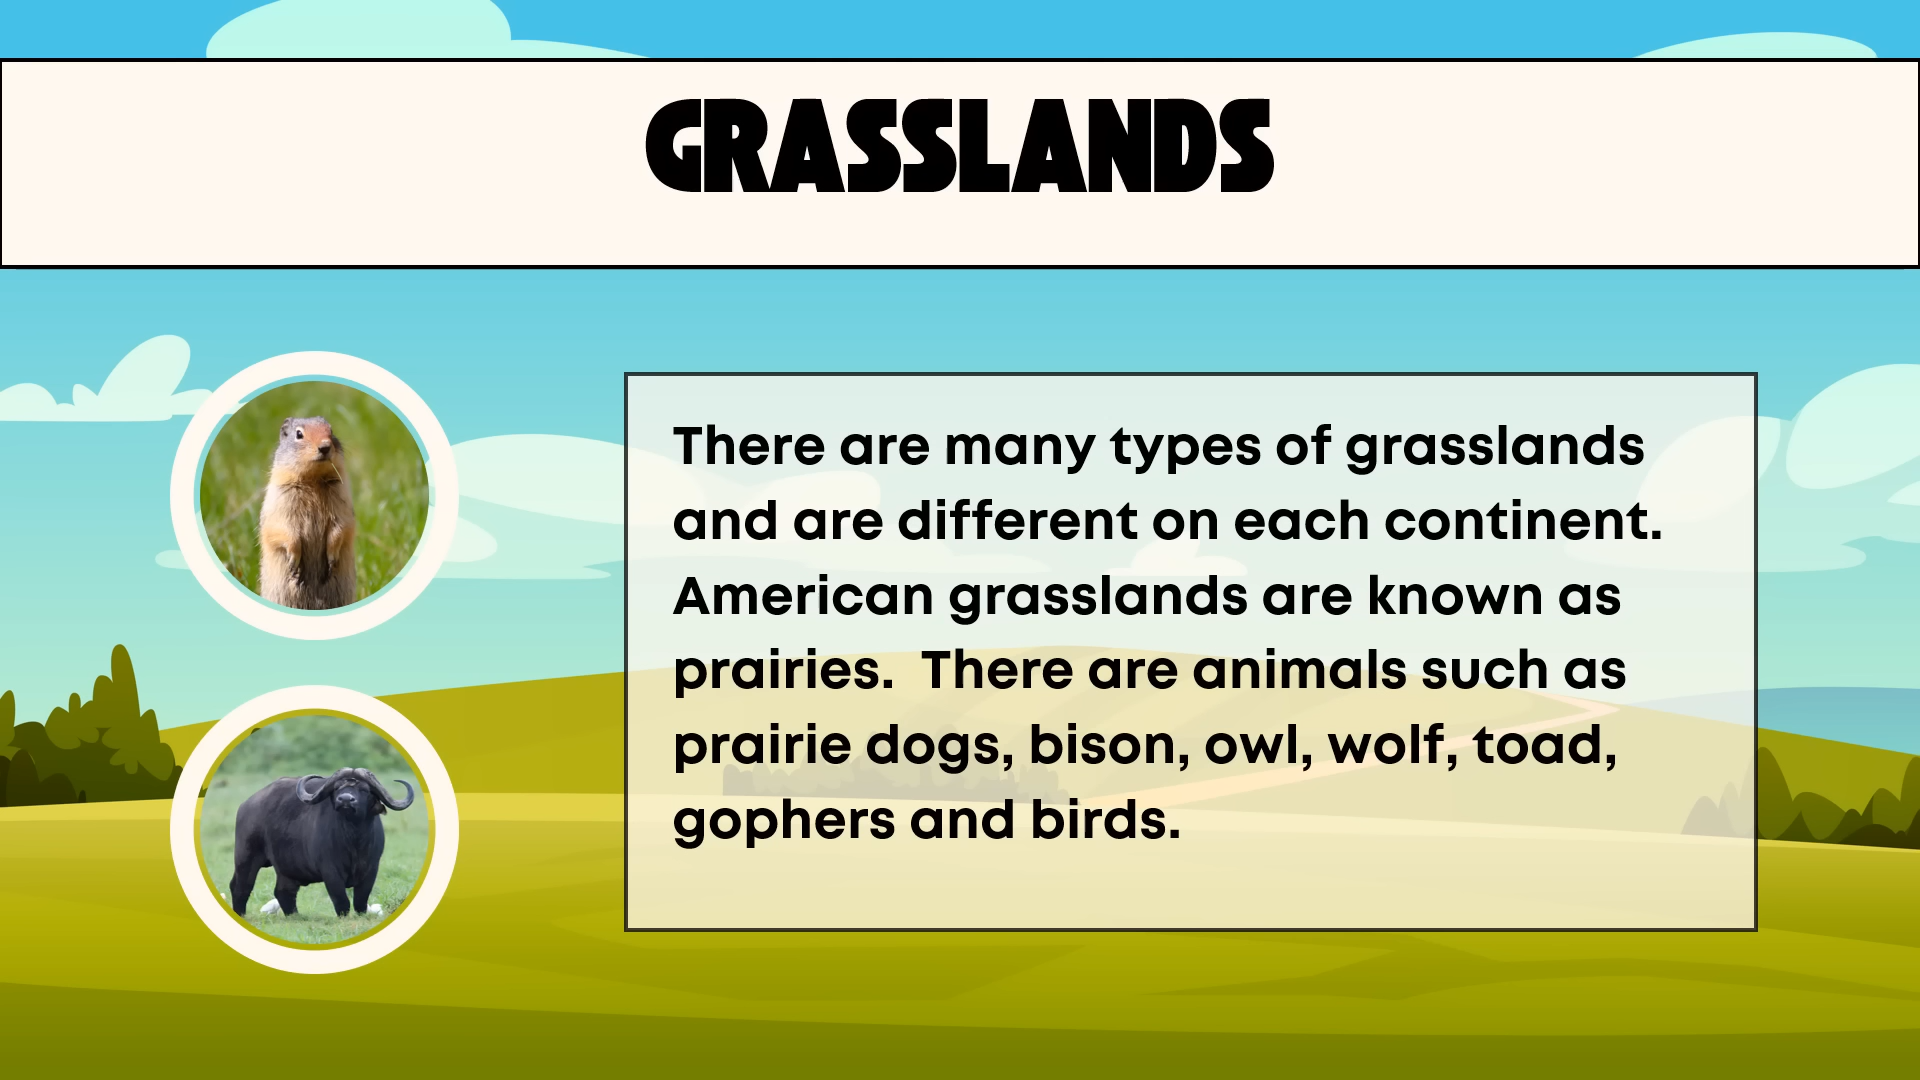 GRASSLANDS
There are many types of grasslands
and are different on each continent.
American grasslands are known as
prairies.  There are animals such as
prairie dogs, bison, owl, wolf, toad,
gophers and birds.